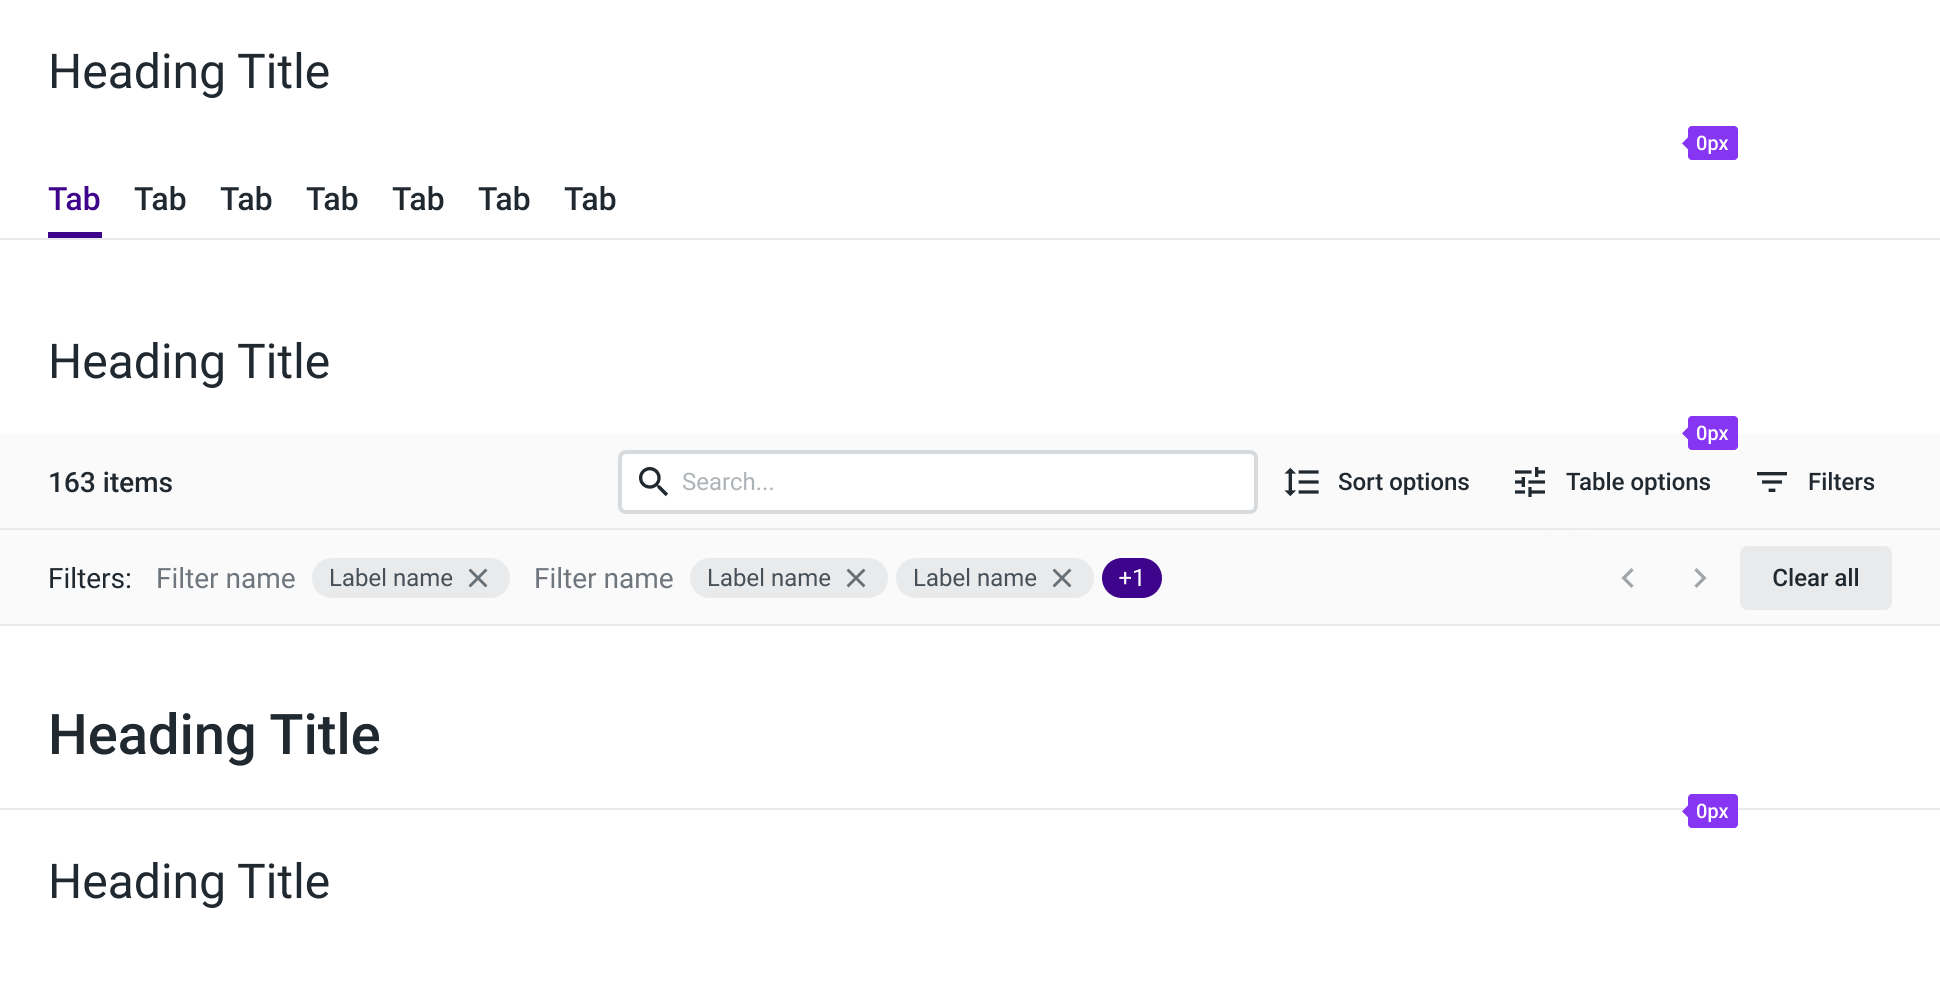 Heading Title
0px
Tab Tab Tab Tab Tab Tab Tab
Heading Title
0px
163 items Search... Sort options Table options Filters
Filters: Filter name Label name Filter name Label name Label name +1 Clear all
Heading Title
0px
Heading Title